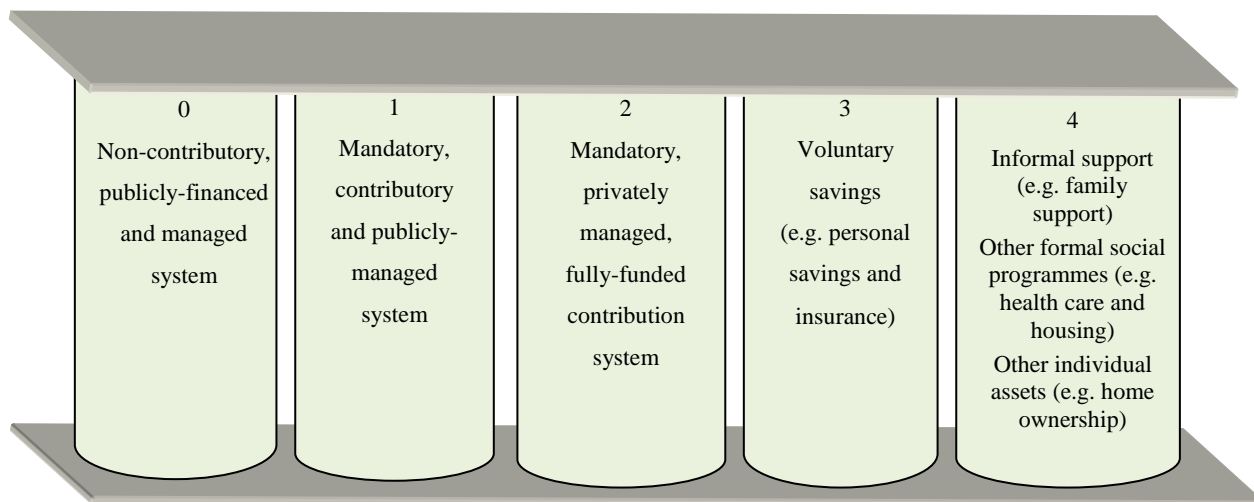 0
Non-contributory,
publicly-financed
and managed
system
1
Mandatory,
contributory
and publicly-
managed
system
2
Mandatory,
privately
managed,
fully-funded
contribution
system
3
Voluntary
savings
(e.g. personal
savings and
insurance)
4
Informal support
(e.g. family
support)
Other formal social
programmes (e.g.
health care and
housing)
Other individual
assets (e.g. home
ownership)